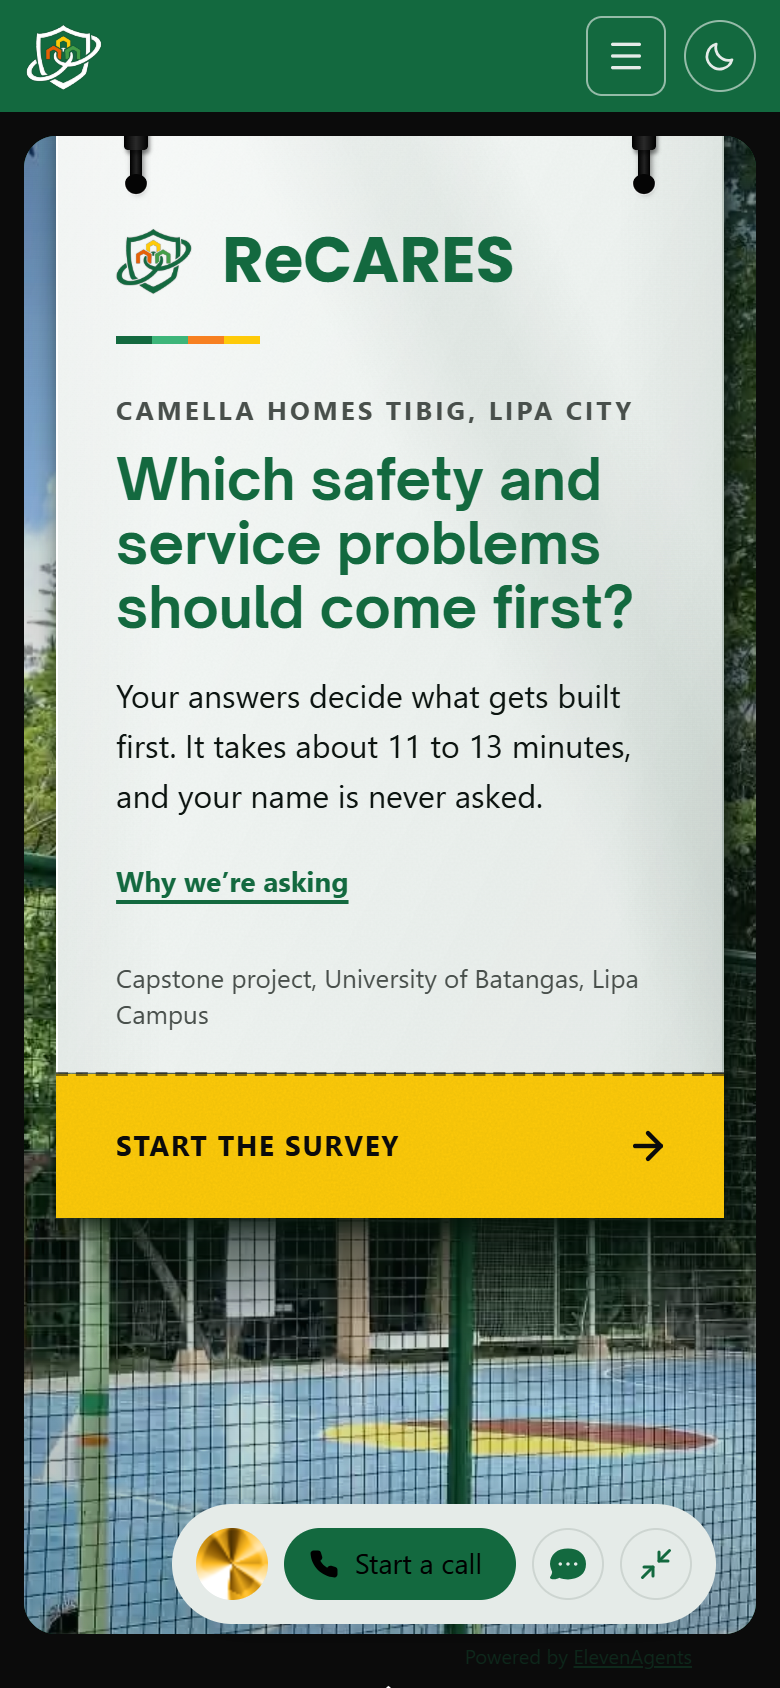 ReCARES
CAMELLA HOMES TIBIG, LIPA CITY
Which safety and
service problems
should come first?
Your answers decide what gets built
first. It takes about 11 to 13 minutes,
and your name is never asked.
Why we’re asking
Capstone project, University of Batangas, Lipa
Campus
START THE SURVEY
Start a call
Powered by ElevenAgents